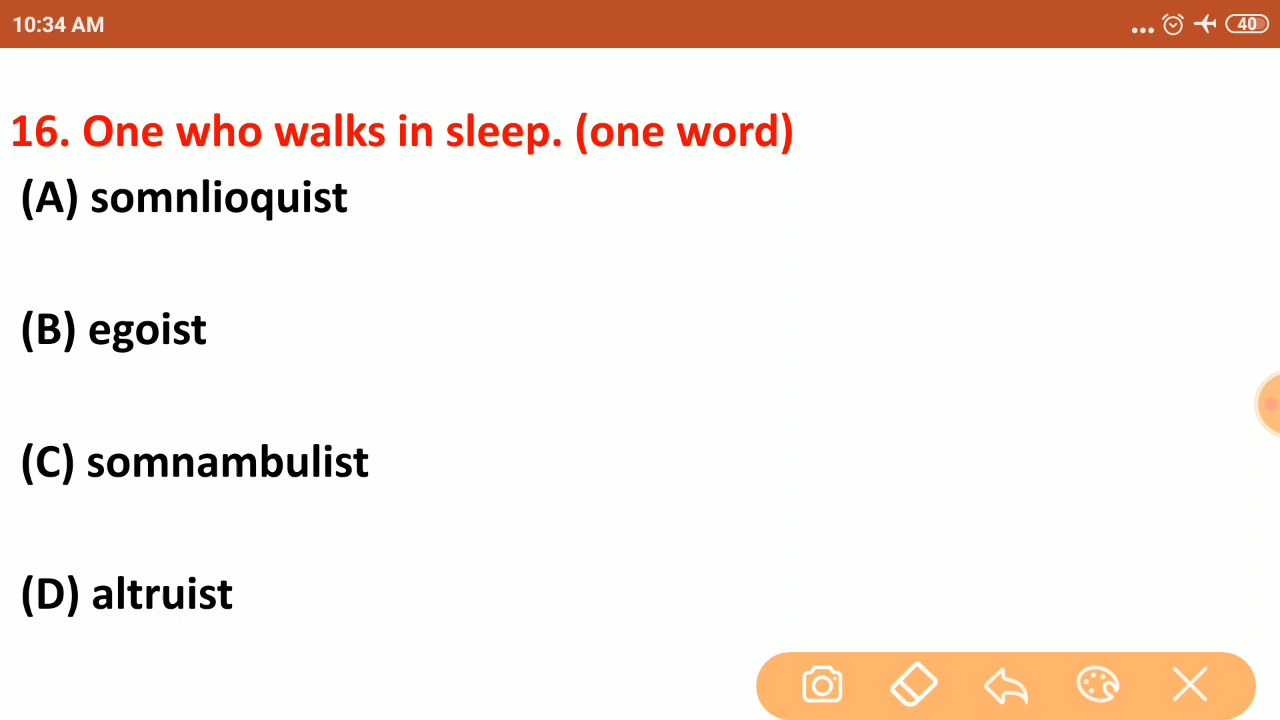 10:34 AM
40
16. One who walks in sleep. (one word)
(A) somnlioquist
(B) egoist
(C) somnambulist
(D) altruist